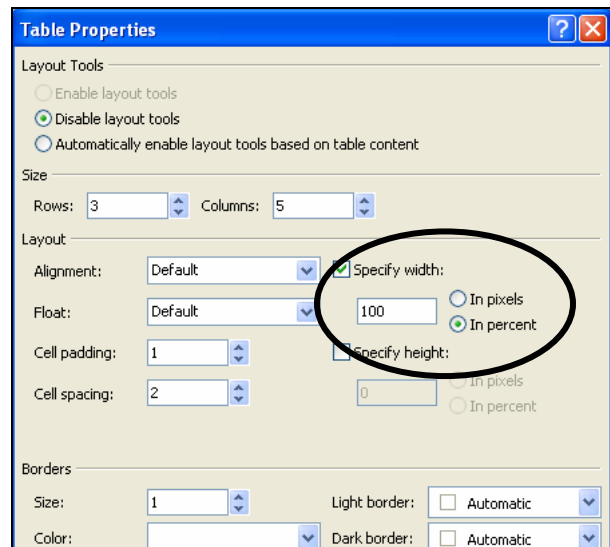 Table Properties
Layout Tools
Enable layout tools
Disable layout tools
Automatically enable layout tools based on table content
Size
Rows: 3 Columns: 5
Layout
Alignment: Default Specify width:
In pixels
Float: Default 100
In percent
Cell padding: 1 Specify height:
In pixels
Cell spacing: 2 0
In percent
Borders
Size: 1 Light border: Automatic
Color: Dark border: Automatic